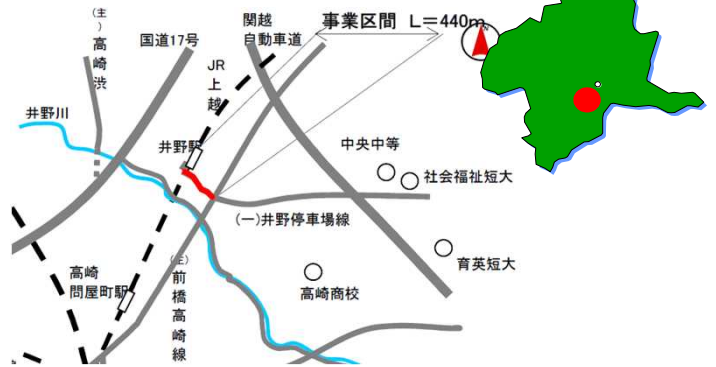 事業区間 L=440m
(主)高崎渋
国道17号
関越
自動車道
JR上越
井野川
井野駅
中央中等
社会福祉短大
(一)井野停車場線
育英短大
高崎商校
高崎
問屋町駅
(主)前橋高崎線